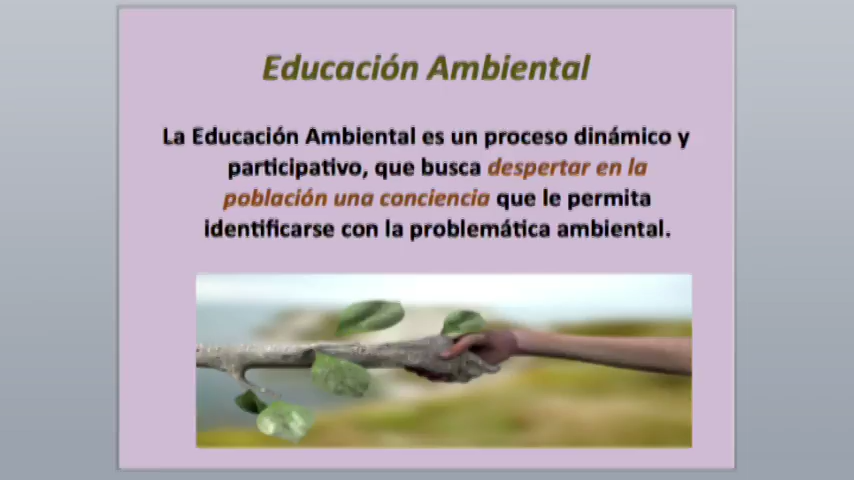 Educación Ambiental
La Educación Ambiental es un proceso dinámico y
participativo, que busca despertar en la
población una conciencia que le permita
identificarse con la problemática ambiental.